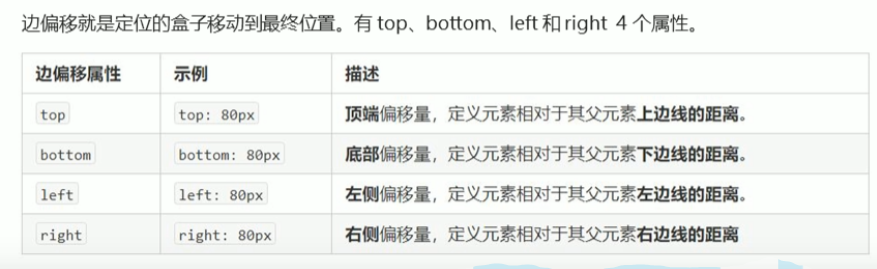 边偏移就是定位的盒子移动到最终位置。有 top、bottom、left 和 right 4 个属性。
边偏移属性 示例 描述
top top: 80px 顶端偏移量，定义元素相对于其父元素上边线的距离。
bottom bottom: 80px 底部偏移量，定义元素相对于其父元素下边线的距离。
left left: 80px 左侧偏移量，定义元素相对于其父元素左边线的距离。
right right: 80px 右侧偏移量，定义元素相对于其父元素右边线的距离